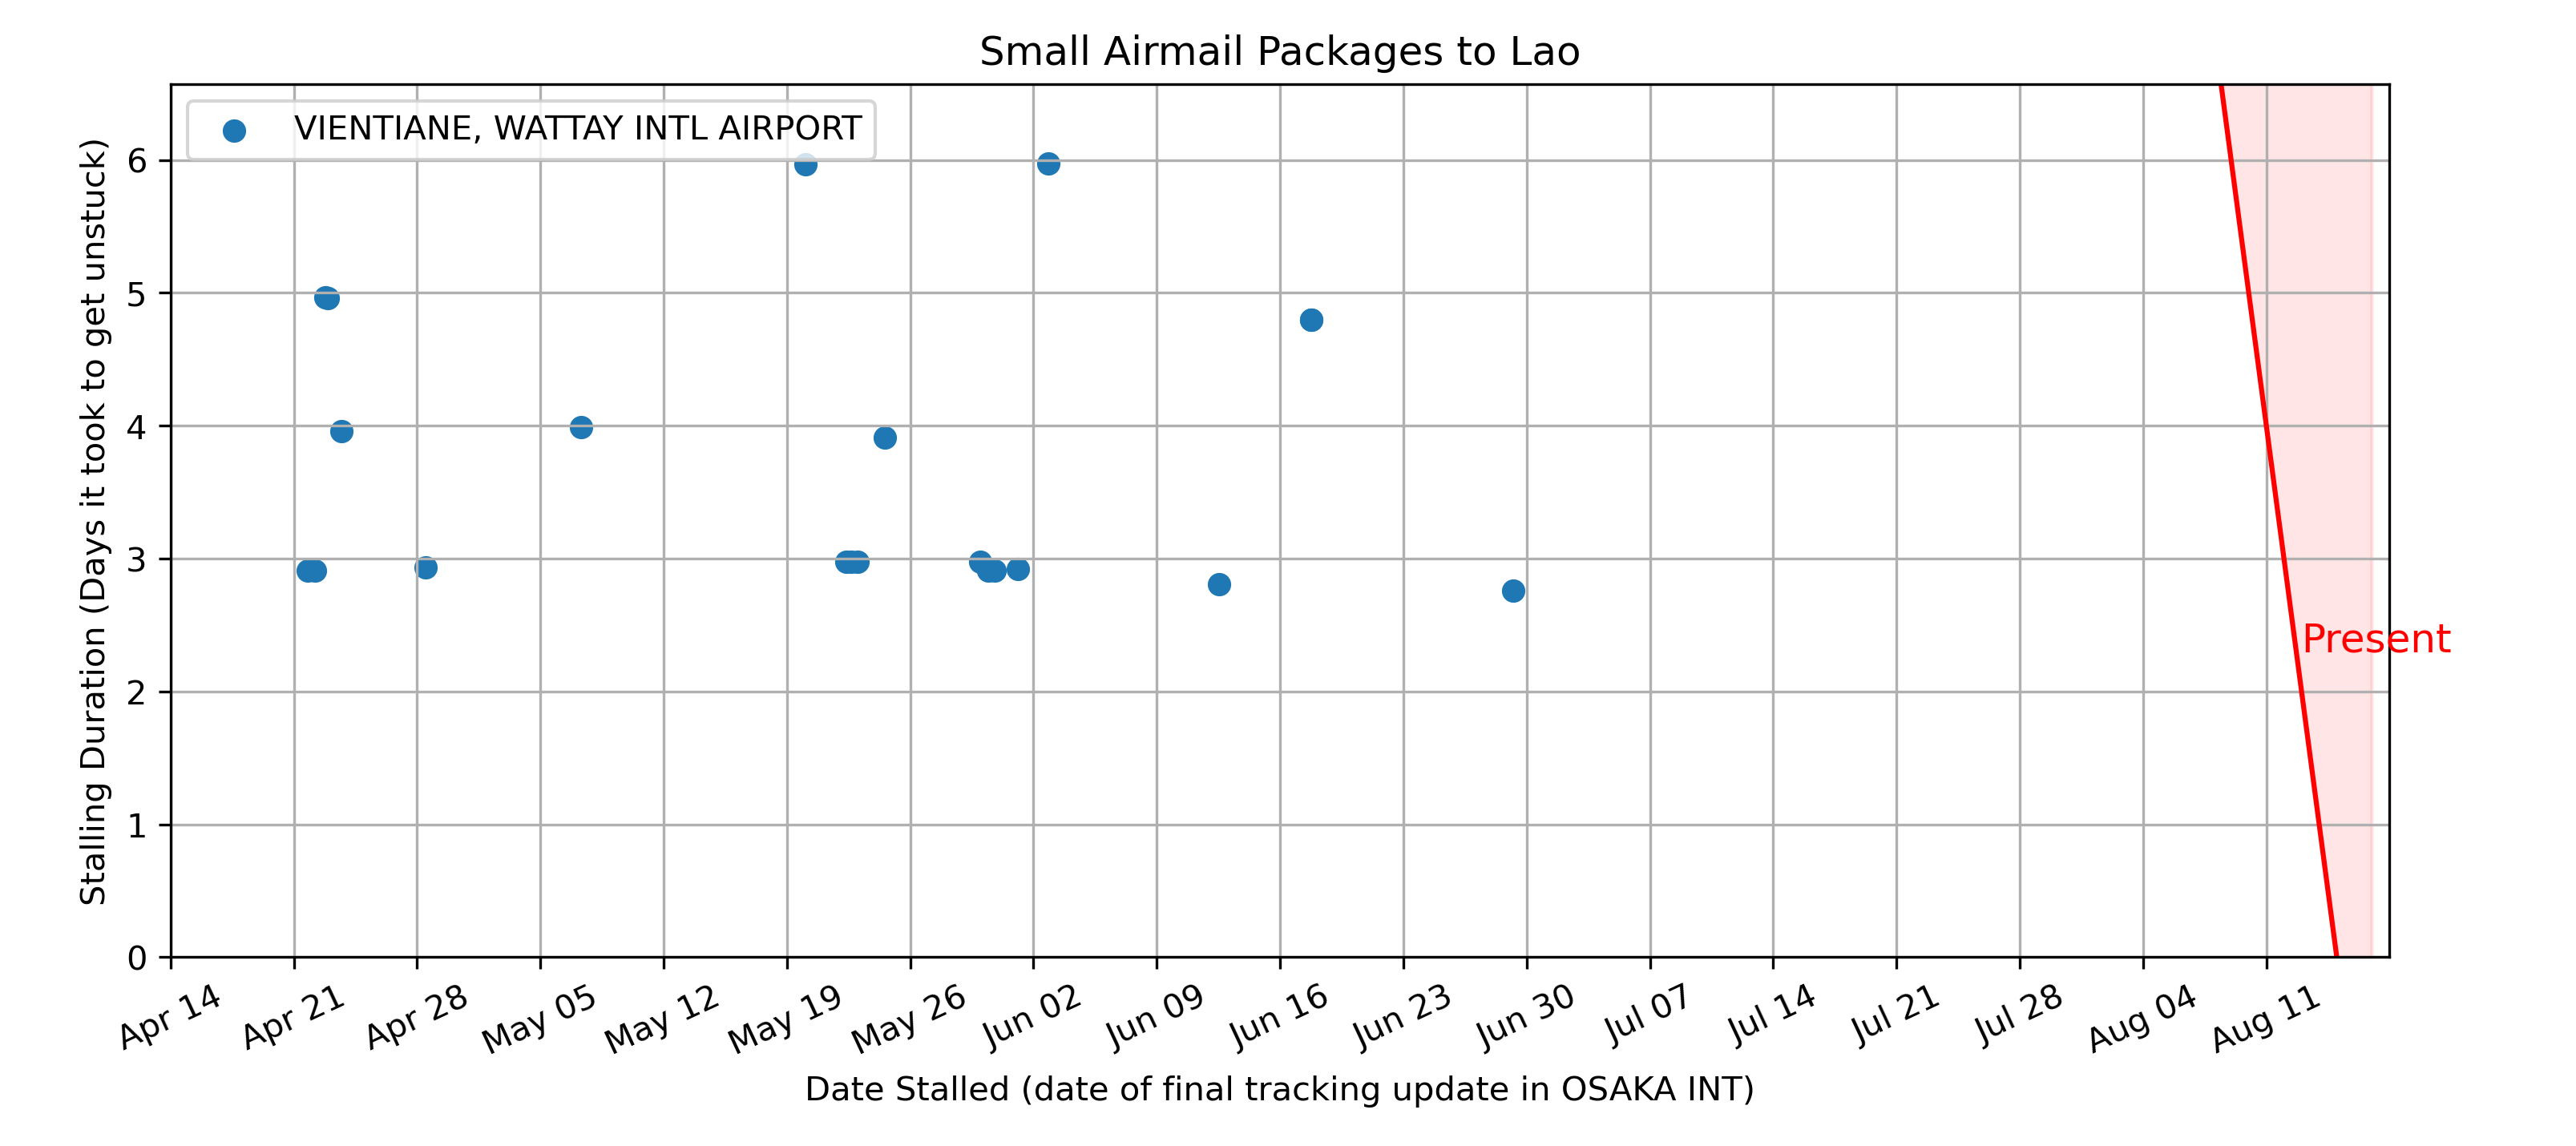 Small Airmail Packages to Lao
VIENTIANE, WATTAY INTL AIRPORT
Stalling Duration (Days it took to get unstuck)
6
5
4
3
2
1
0
Present
Apr 14
Apr 21
Apr 28
May 05
May 12
May 19
May 26
Jun 02
Jun 09
Jun 16
Jun 23
Jun 30
Jul 07
Jul 14
Jul 21
Jul 28
Aug 04
Aug 11
Date Stalled (date of final tracking update in OSAKA INT)